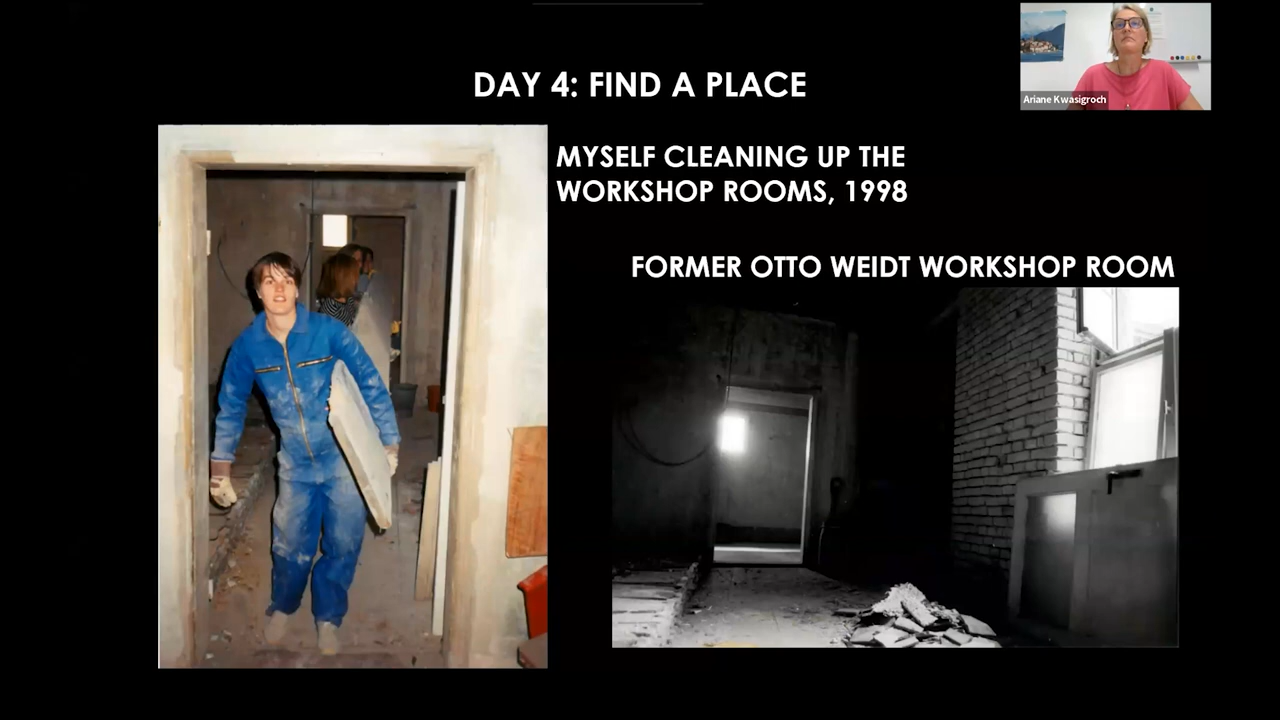 DAY 4: FIND A PLACE
Ariane Kwasigroch
MYSELF CLEANING UP THE
WORKSHOP ROOMS, 1998
FORMER OTTO WEIDT WORKSHOP ROOM